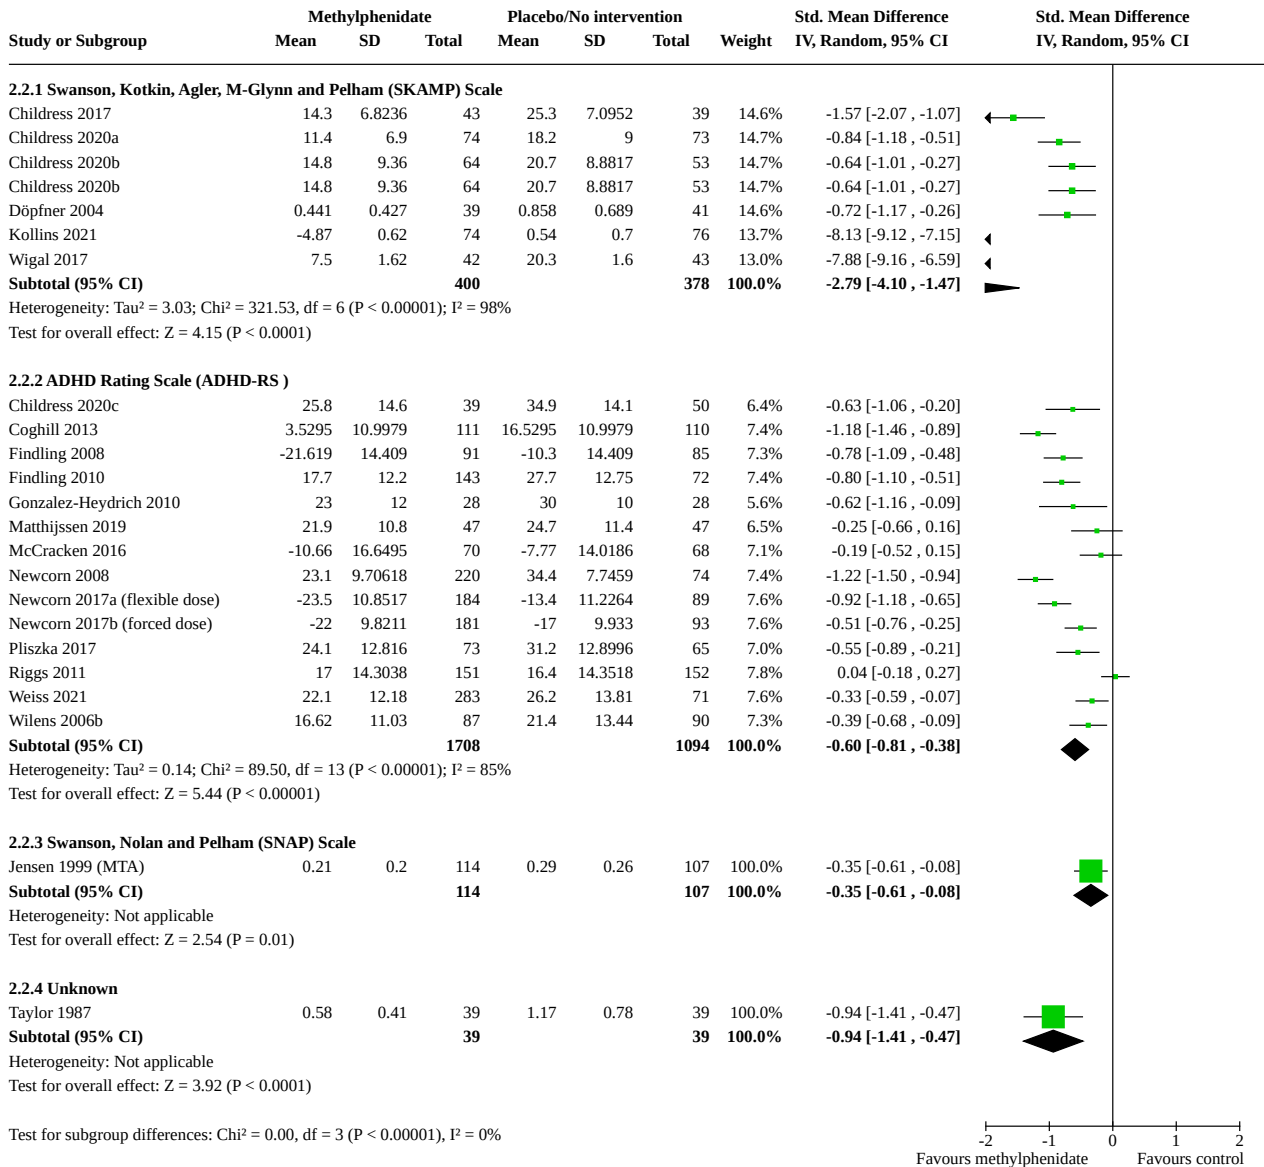 Methylphenidate Placebo/No intervention Std. Mean Difference Std. Mean Difference
Study or Subgroup Mean SD Total Mean SD Total Weight IV, Random, 95% CI IV, Random, 95% CI
2.2.1 Swanson, Kotkin, Agler, M-Glynn and Pelham (SKAMP) Scale
Childress 2017 14.3 6.8236 43 25.3 7.0952 39 14.6% -1.57 [-2.07 , -1.07]
Childress 2020a 11.4 6.9 74 18.2 9 73 14.7% -0.84 [-1.18 , -0.51]
Childress 2020b 14.8 9.36 64 20.7 8.8817 53 14.7% -0.64 [-1.01 , -0.27]
Childress 2020b 14.8 9.36 64 20.7 8.8817 53 14.7% -0.64 [-1.01 , -0.27]
Döpfner 2004 0.441 0.427 39 0.858 0.689 41 14.6% -0.72 [-1.17 , -0.26]
Kollins 2021 -4.87 0.62 74 0.54 0.7 76 13.7% -8.13 [-9.12 , -7.15]
Wigal 2017 7.5 1.62 42 20.3 1.6 43 13.0% -7.88 [-9.16 , -6.59]
Subtotal (95% CI) 400 378 100.0% -2.79 [-4.10 , -1.47]
Heterogeneity: Tau² = 3.03; Chi² = 321.53, df = 6 (P < 0.00001); I² = 98%
Test for overall effect: Z = 4.15 (P < 0.0001)
2.2.2 ADHD Rating Scale (ADHD-RS )
Childress 2020c 25.8 14.6 39 34.9 14.1 50 6.4% -0.63 [-1.06 , -0.20]
Coghill 2013 3.5295 10.9979 111 16.5295 10.9979 110 7.4% -1.18 [-1.46 , -0.89]
Findling 2008 -21.619 14.409 91 -10.3 14.409 85 7.3% -0.78 [-1.09 , -0.48]
Findling 2010 17.7 12.2 143 27.7 12.75 72 7.4% -0.80 [-1.10 , -0.51]
Gonzalez-Heydrich 2010 23 12 28 30 10 28 5.6% -0.62 [-1.16 , -0.09]
Matthijssen 2019 21.9 10.8 47 24.7 11.4 47 6.5% -0.25 [-0.66 , 0.16]
McCracken 2016 -10.66 16.6495 70 -7.77 14.0186 68 7.1% -0.19 [-0.52 , 0.15]
Newcorn 2008 23.1 9.70618 220 34.4 7.7459 74 7.4% -1.22 [-1.50 , -0.94]
Newcorn 2017a (flexible dose) -23.5 10.8517 184 -13.4 11.2264 89 7.6% -0.92 [-1.18 , -0.65]
Newcorn 2017b (forced dose) -22 9.8211 181 -17 9.933 93 7.6% -0.51 [-0.76 , -0.25]
Pliszka 2017 24.1 12.816 73 31.2 12.8996 65 7.0% -0.55 [-0.89 , -0.21]
Riggs 2011 17 14.3038 151 16.4 14.3518 152 7.8% 0.04 [-0.18 , 0.27]
Weiss 2021 22.1 12.18 283 26.2 13.81 71 7.6% -0.33 [-0.59 , -0.07]
Wilens 2006b 16.62 11.03 87 21.4 13.44 90 7.3% -0.39 [-0.68 , -0.09]
Subtotal (95% CI) 1708 1094 100.0% -0.60 [-0.81 , -0.38]
Heterogeneity: Tau² = 0.14; Chi² = 89.50, df = 13 (P < 0.00001); I² = 85%
Test for overall effect: Z = 5.44 (P < 0.00001)
2.2.3 Swanson, Nolan and Pelham (SNAP) Scale
Jensen 1999 (MTA) 0.21 0.2 114 0.29 0.26 107 100.0% -0.35 [-0.61 , -0.08]
Subtotal (95% CI) 114 107 100.0% -0.35 [-0.61 , -0.08]
Heterogeneity: Not applicable
Test for overall effect: Z = 2.54 (P = 0.01)
2.2.4 Unknown
Taylor 1987 0.58 0.41 39 1.17 0.78 39 100.0% -0.94 [-1.41 , -0.47]
Subtotal (95% CI) 39 39 100.0% -0.94 [-1.41 , -0.47]
Heterogeneity: Not applicable
Test for overall effect: Z = 3.92 (P < 0.0001)
Test for subgroup differences: Chi² = 0.00, df = 3 (P < 0.00001), I² = 0%
-2 -1 0 1 2
Favours methylphenidate Favours control